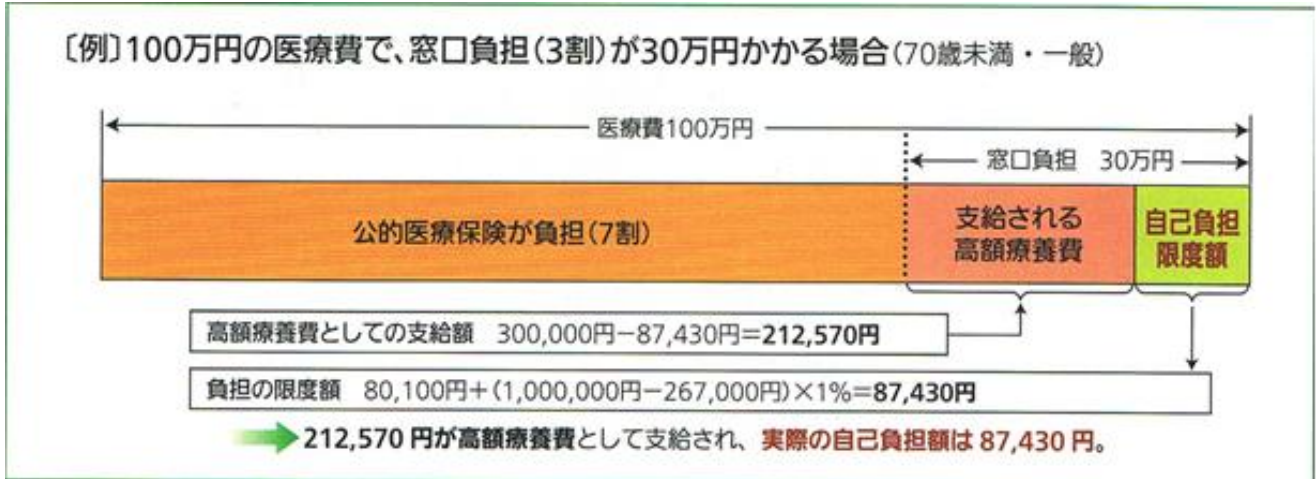 〔例〕100万円の医療費で、窓口負担(3割)が30万円かかる場合(70歳未満・一般)
医療費100万円
窓口負担 30万円
公的医療保険が負担(7割)
支給される
高額療養費
自己負担
限度額
高額療養費としての支給額 300,000円−87,430円=212,570円
負担の限度額 80,100円+(1,000,000円−267,000円)×1%=87,430円
212,570円が高額療養費として支給され、実際の自己負担額は87,430円。